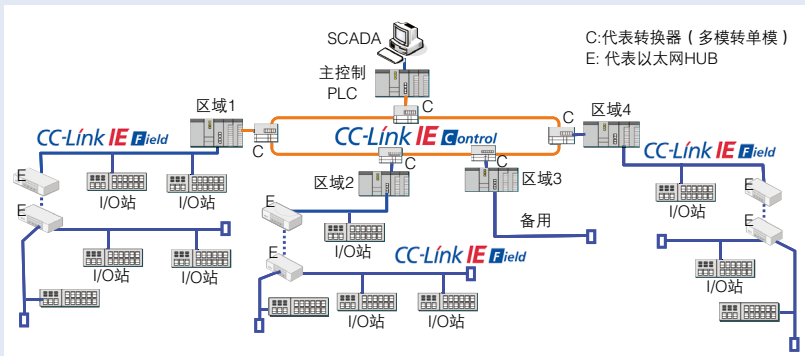 SCADA
C:代表转换器（多模转单模）
E: 代表以太网HUB
主控制
PLC
C
区域1
区域4
C
C
CC-Link IE Field
CC-Link IE Control
CC-Link IE Field
C
C
区域2
区域3
E
I/O站
I/O站
E
E
I/O站
备用
I/O站
E
E
I/O站
I/O站
E
CC-Link IE Field
I/O站
I/O站
I/O站
I/O站
I/O站
I/O站